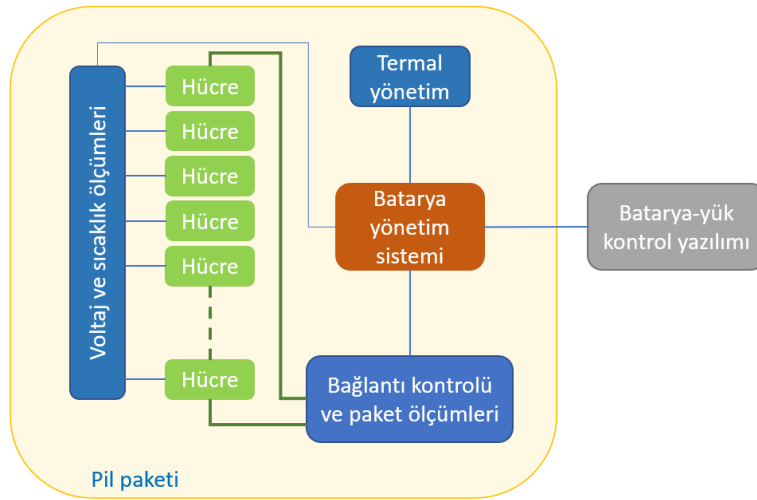 Voltaj ve sıcaklık ölçümleri
Hücre
Hücre
Hücre
Hücre
Hücre
Hücre
Termal
yönetim
Batarya
yönetim
sistemi
Batarya-yük
kontrol yazılımı
Bağlantı kontrolü
ve paket ölçümleri
Pil paketi